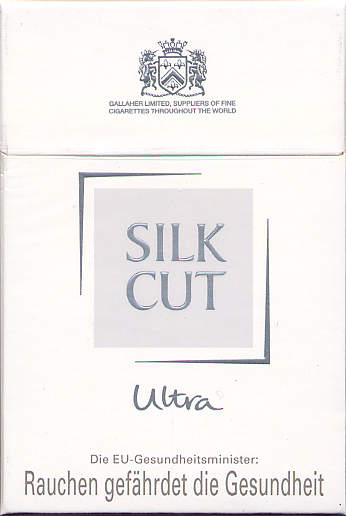 GALLAHER LIMITED, SUPPLIERS OF FINE
CIGARETTES THROUGHOUT THE WORLD
SILK
CUT
Ultra
Die EU-Gesundheitsminister:
Rauchen gefährdet die Gesundheit